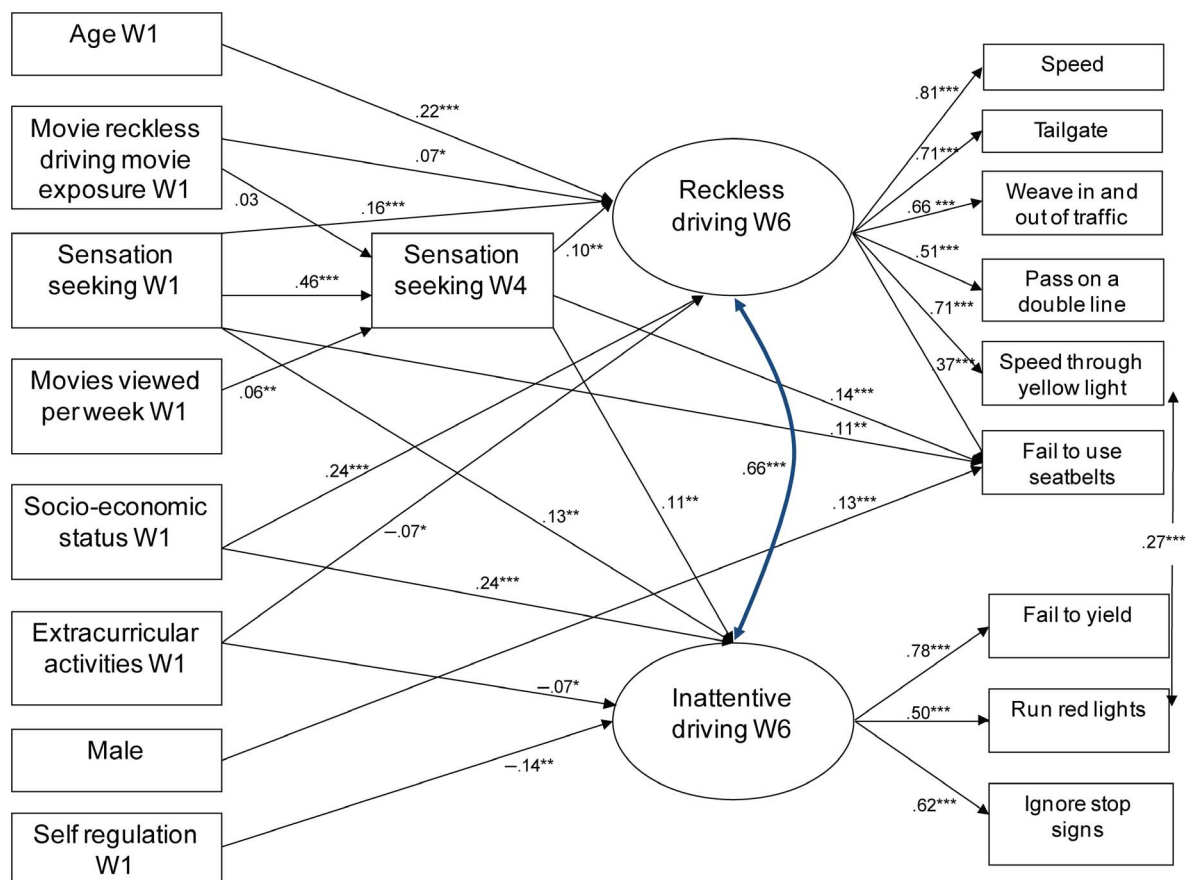 Age W1
Movie reckless
driving movie
exposure W1
Sensation
seeking W1
Movies viewed
per week W1
Socio-economic
status W1
Extracurricular
activities W1
Male
Self regulation
W1
.22***
.07*
.03
.16***
.46***
.06**
Sensation
seeking W4
.10**
.24***
–.07*
.13**
.24***
.11**
–.07*
–.14**
Reckless
driving W6
.66***
Inattentive
driving W6
.14***
.11**
.13***
.81***
.71***
.66 ***
.51***
.71***
.37***
.78***
.50***
.62***
Speed
Tailgate
Weave in and
out of traffic
Pass on a
double line
Speed through
yellow light
Fail to use
seatbelts
.27***
Fail to yield
Run red lights
Ignore stop
signs